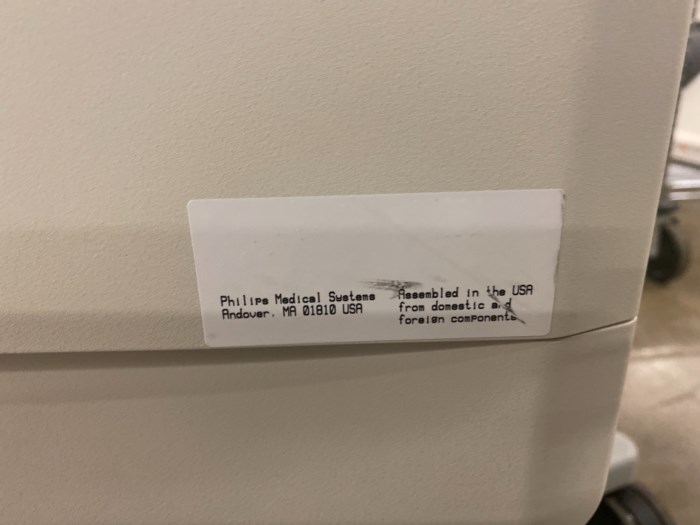 Philips Medical Systems
Andover, MA 01810 USA
Assembled in the USA
from domestic and
foreign components